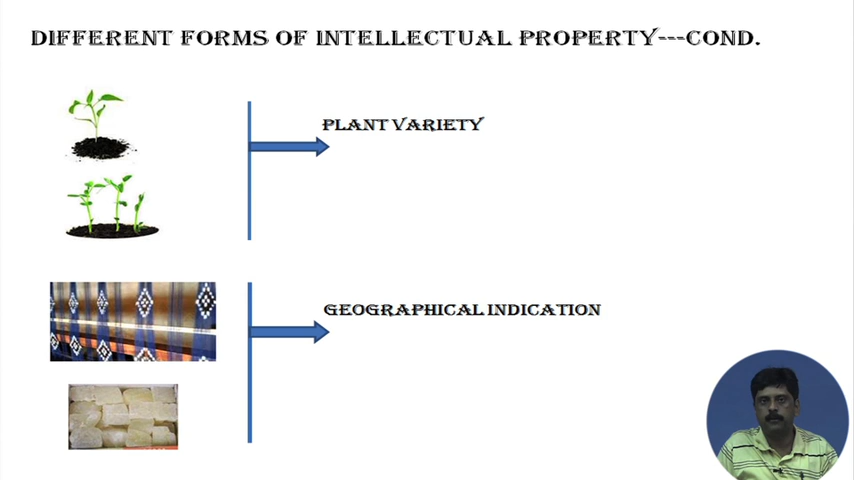 DIFFERENT FORMS OF INTELLECTUAL PROPERTY---COND.
PLANT VARIETY
GEOGRAPHICAL INDICATION